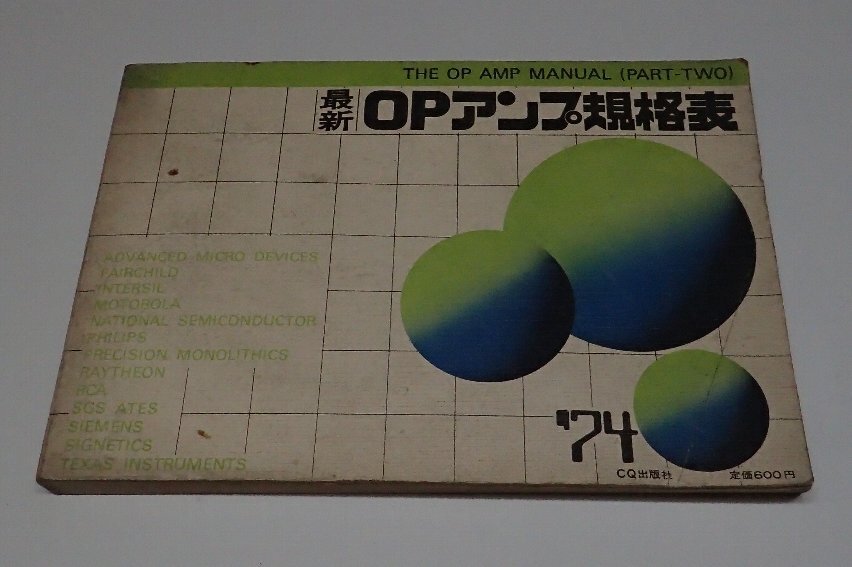 THE OP AMP MANUAL (PART-TWO)
最新 OPアンプ規格表
ADVANCED MICRO DEVICES
FAIRCHILD
INTERSIL
MOTOROLA
NATIONAL SEMICONDUCTOR
PHILIPS
PRECISION MONOLITHICS
RAYTHEON
RCA
SGS ATES
SIEMENS
SIGNETICS
TEXAS INSTRUMENTS
'74
CQ出版社 定価600円